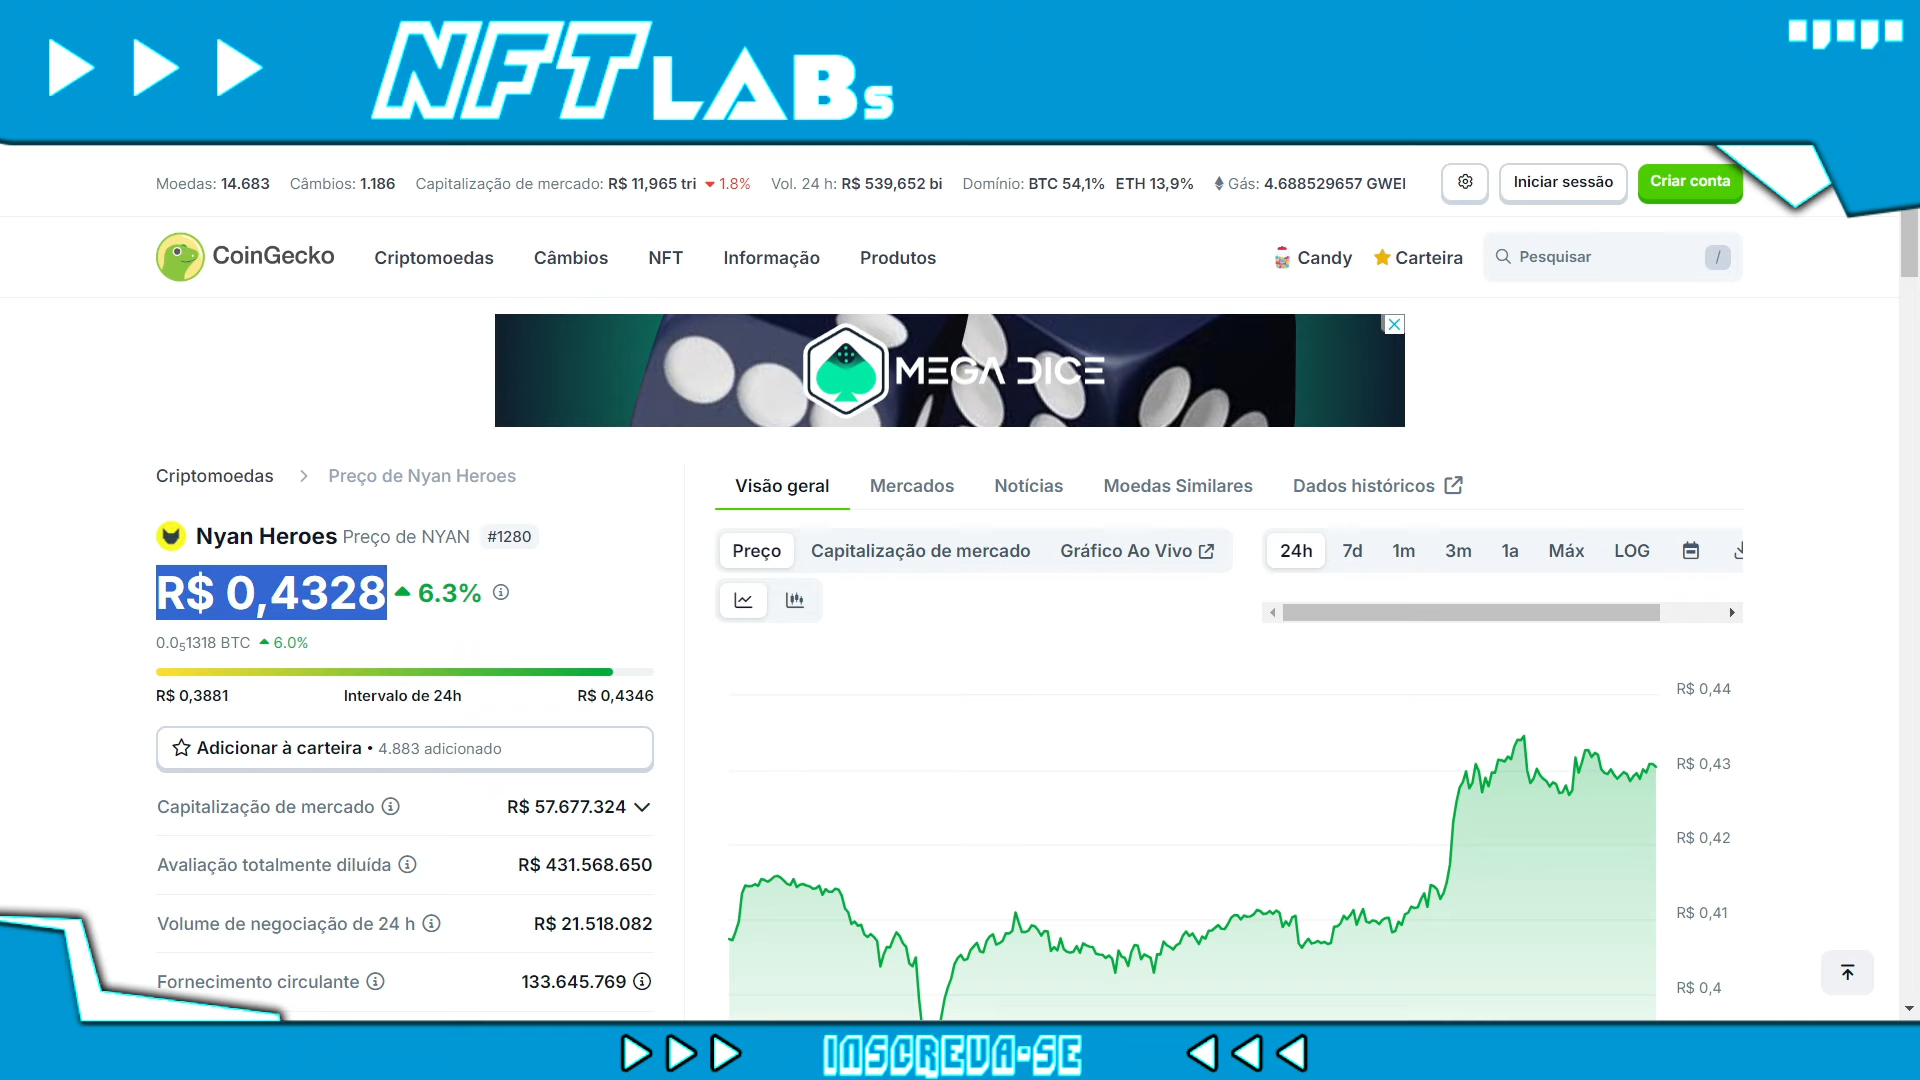 NFT LABs
Moedas: 14.683 Câmbios: 1.186 Capitalização de mercado: R$ 11,965 tri 1.8% Vol. 24 h: R$ 539,652 bi Domínio: BTC 54,1% ETH 13,9% Gás: 4.688529657 GWEI Iniciar sessão Criar conta
CoinGecko Criptomoedas Câmbios NFT Informação Produtos Candy Carteira Pesquisar /
MEGA DICE
Criptomoedas > Preço de Nyan Heroes
Visão geral Mercados Notícias Moedas Similares Dados históricos
Nyan Heroes Preço de NYAN #1280
Preço Capitalização de mercado Gráfico Ao Vivo 24h 7d 1m 3m 1a Máx LOG
R$ 0,4328 6.3%
0.0₅1318 BTC 6.0%
R$ 0,3881 Intervalo de 24h R$ 0,4346
Adicionar à carteira • 4.883 adicionado
Capitalização de mercado R$ 57.677.324
Avaliação totalmente diluída R$ 431.568.650
Volume de negociação de 24 h R$ 21.518.082
Fornecimento circulante 133.645.769
R$ 0,44
R$ 0,43
R$ 0,42
R$ 0,41
R$ 0,4
INSCREVA-SE